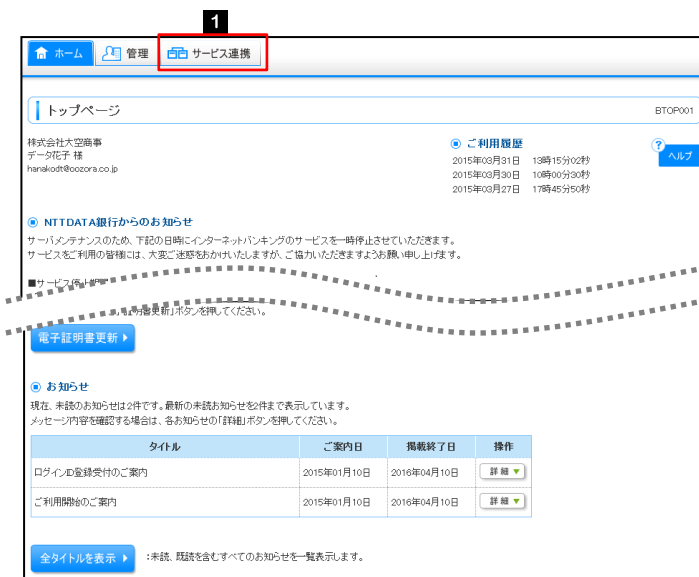 1
ホーム 管理 サービス連携
トップページ BTOP001
株式会社大空商事
データ花子 様
hanakodt@oozora.co.jp
ご利用履歴
2015年03月31日 13時15分02秒
2015年03月30日 10時00分30秒
2015年03月27日 17時45分50秒
? ヘルプ
NTTDATA銀行からのお知らせ
サーバメンテナンスのため、下記の日時にインターネットバンキングのサービスを一時停止させていただきます。
サービスをご利用の皆様には、大変ご迷惑をおかけいたしますが、ご協力いただきますようお願い申し上げます。
■サービス停止
明書更新」ボタンを押してください。
電子証明書更新
お知らせ
現在、未読のお知らせは2件です。最新の未読お知らせを2件まで表示しています。
メッセージ内容を確認する場合は、各お知らせの「詳細」ボタンを押してください。
タイトル ご案内日 掲載終了日 操作
ログインID登録受付のご案内 2015年01月10日 2016年04月10日 詳細▼
ご利用開始のご案内 2015年01月10日 2016年04月10日 詳細▼
全タイトルを表示 :未読、既読を含むすべてのお知らせを一覧表示します。